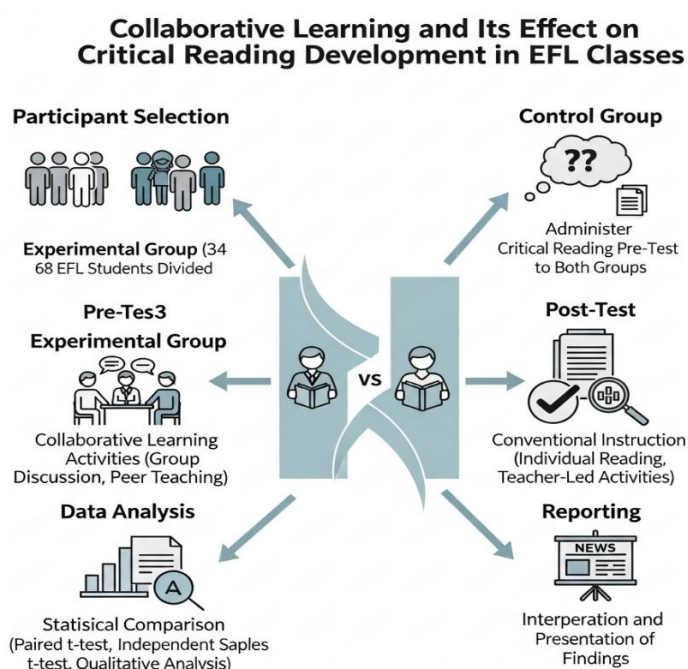 Collaborative Learning and Its Effect on
Critical Reading Development in EFL Classes
Participant Selection
Experimental Group (34
68 EFL Students Divided
Control Group
??
Administer
Critical Reading Pre-Test
to Both Groups
Pre-Tes3
Experimental Group
Collaborative Learning
Activities (Group
Discussion, Peer Teaching)
vs
Post-Test
Conventional Instruction
(Individual Reading,
Teacher-Led Activities)
Data Analysis
A
Statisical Comparison
(Paired t-test, Independent Saples
t-test, Qualitative Analysis)
Reporting
NEWS
Interperation and
Presentation of
Findings